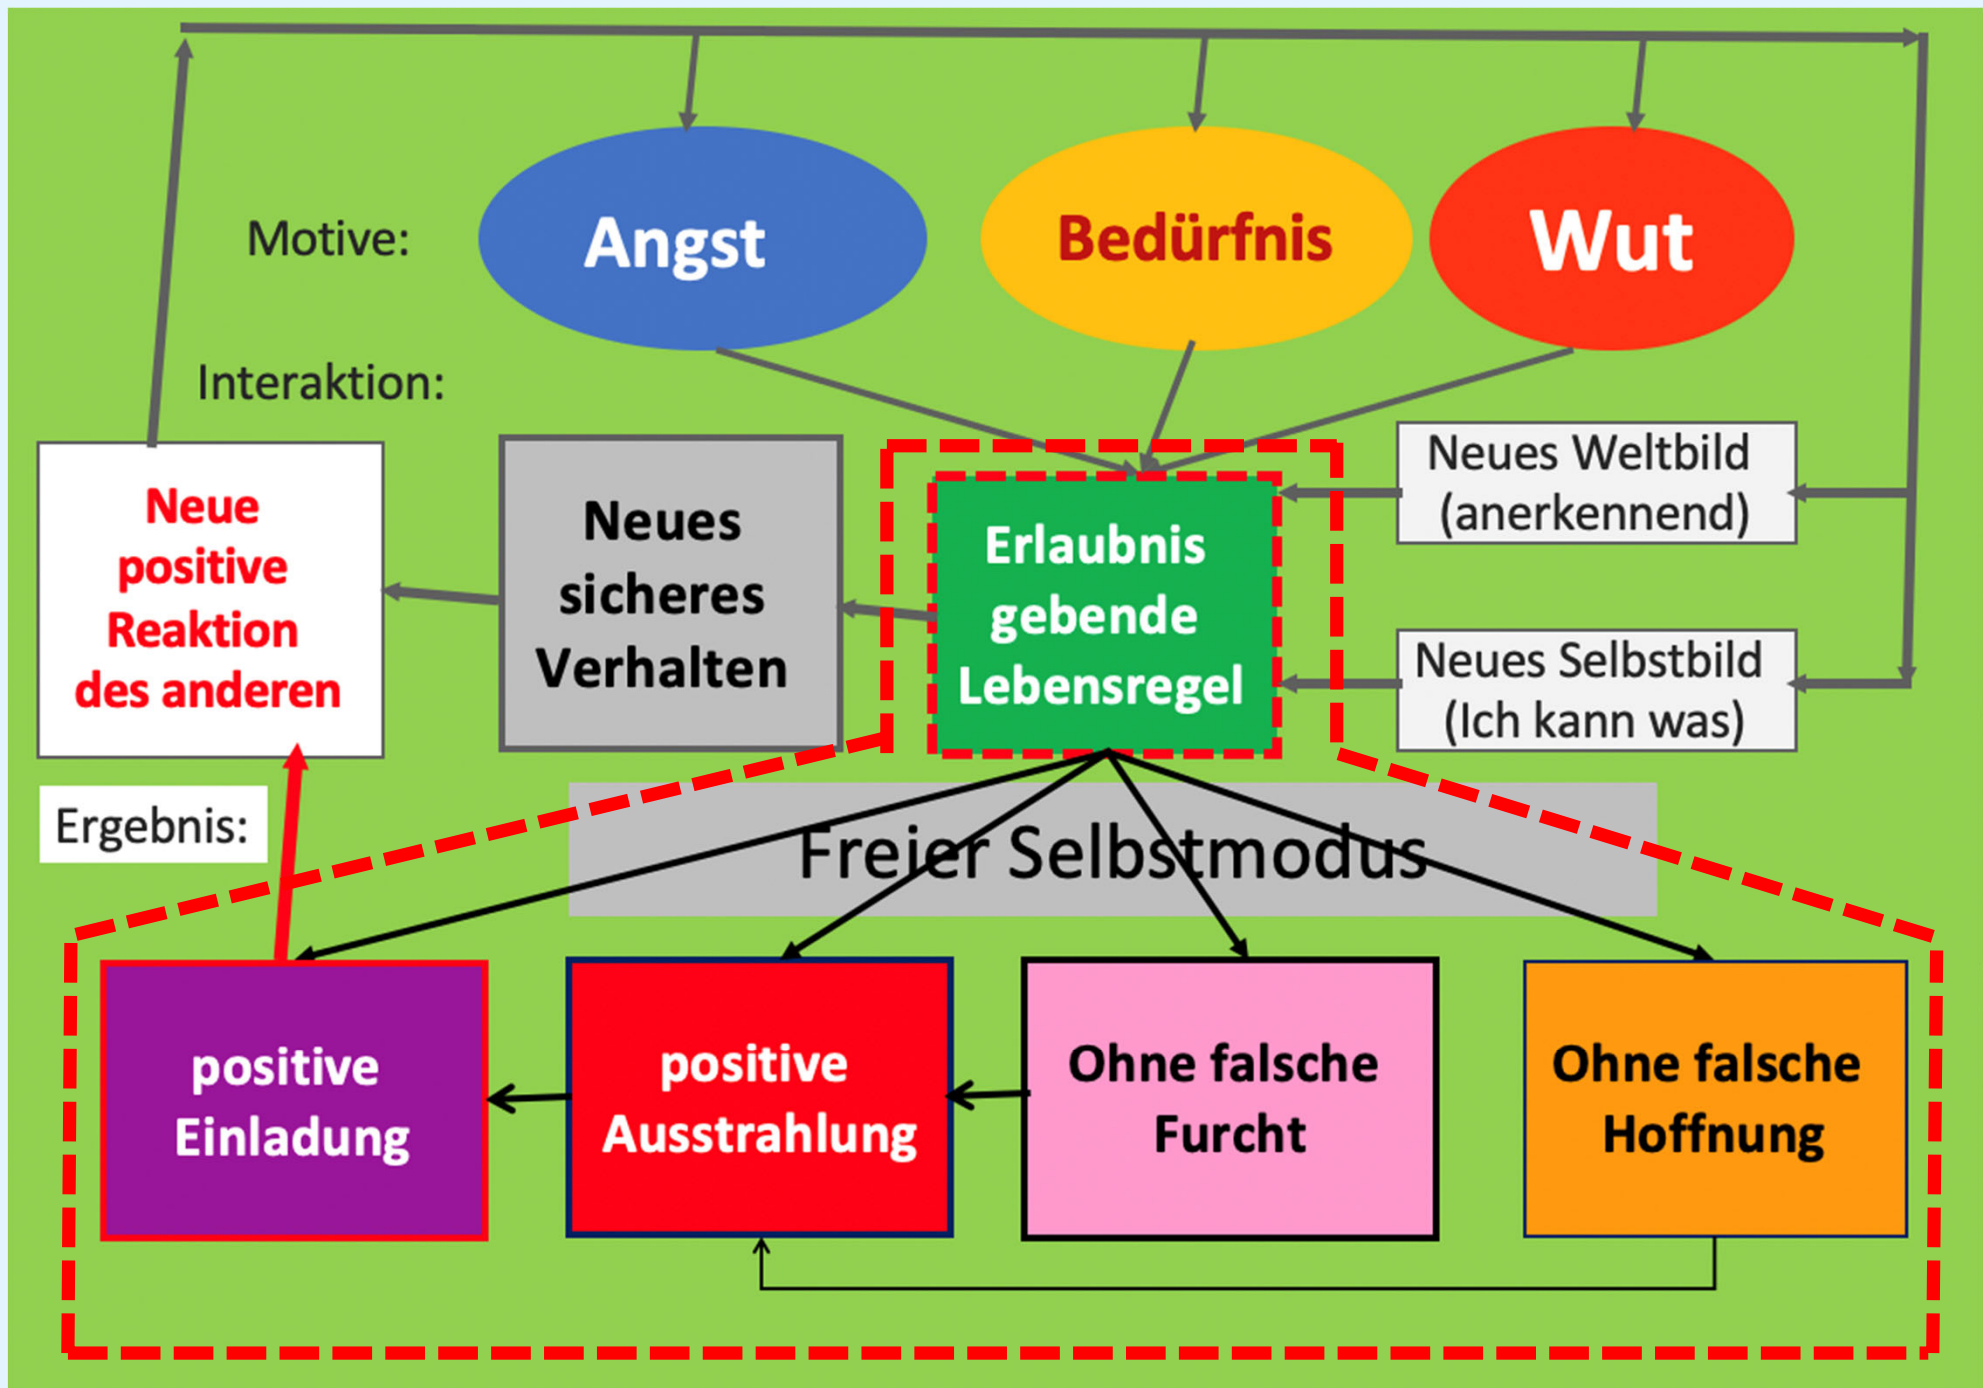 Motive:
Angst
Bedürfnis
Wut
Interaktion:
Neue
positive
Reaktion
des anderen
Neues
sicheres
Verhalten
Erlaubnis
gebende
Lebensregel
Neues Weltbild
(anerkennend)
Neues Selbstbild
(Ich kann was)
Ergebnis:
Freier Selbstmodus
positive
Einladung
positive
Ausstrahlung
Ohne falsche
Furcht
Ohne falsche
Hoffnung